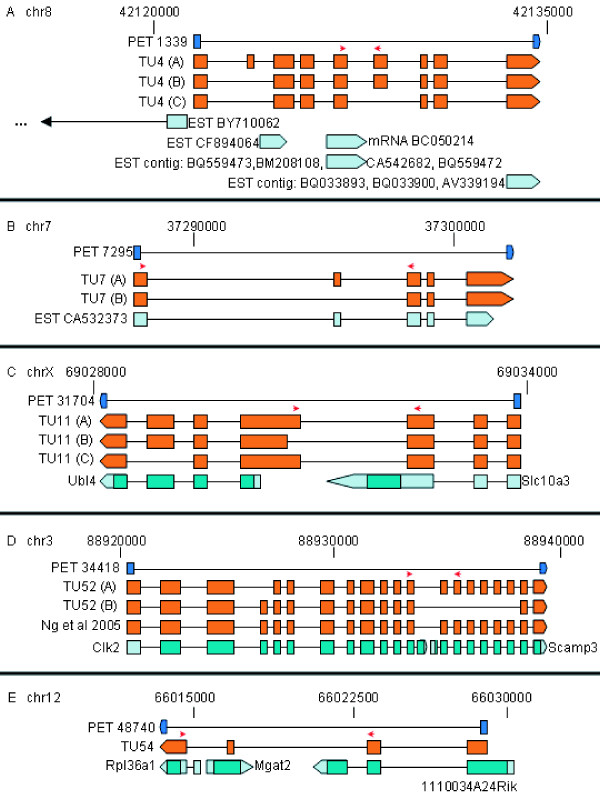 A chr8 42120000 42135000
PET 1339
TU4 (A)
TU4 (B)
TU4 (C)
... EST BY710062
EST CF894064 mRNA BC050214
EST contig: BQ559473,BM208108, CA542682, BQ559472
EST contig: BQ033893, BQ033900, AV339194
B chr7 37290000 37300000
PET 7295
TU7 (A)
TU7 (B)
EST CA532373
C chrX 69028000 69034000
PET 31704
TU11 (A)
TU11 (B)
TU11 (C)
Ubl4 Slc10a3
D chr3 88920000 88930000 88940000
PET 34418
TU52 (A)
TU52 (B)
Ng et al 2005
Clk2 Scamp3
E chr12 66015000 66022500 66030000
PET 48740
TU54
Rpl36a1 Mgat2
1110034A24Rik